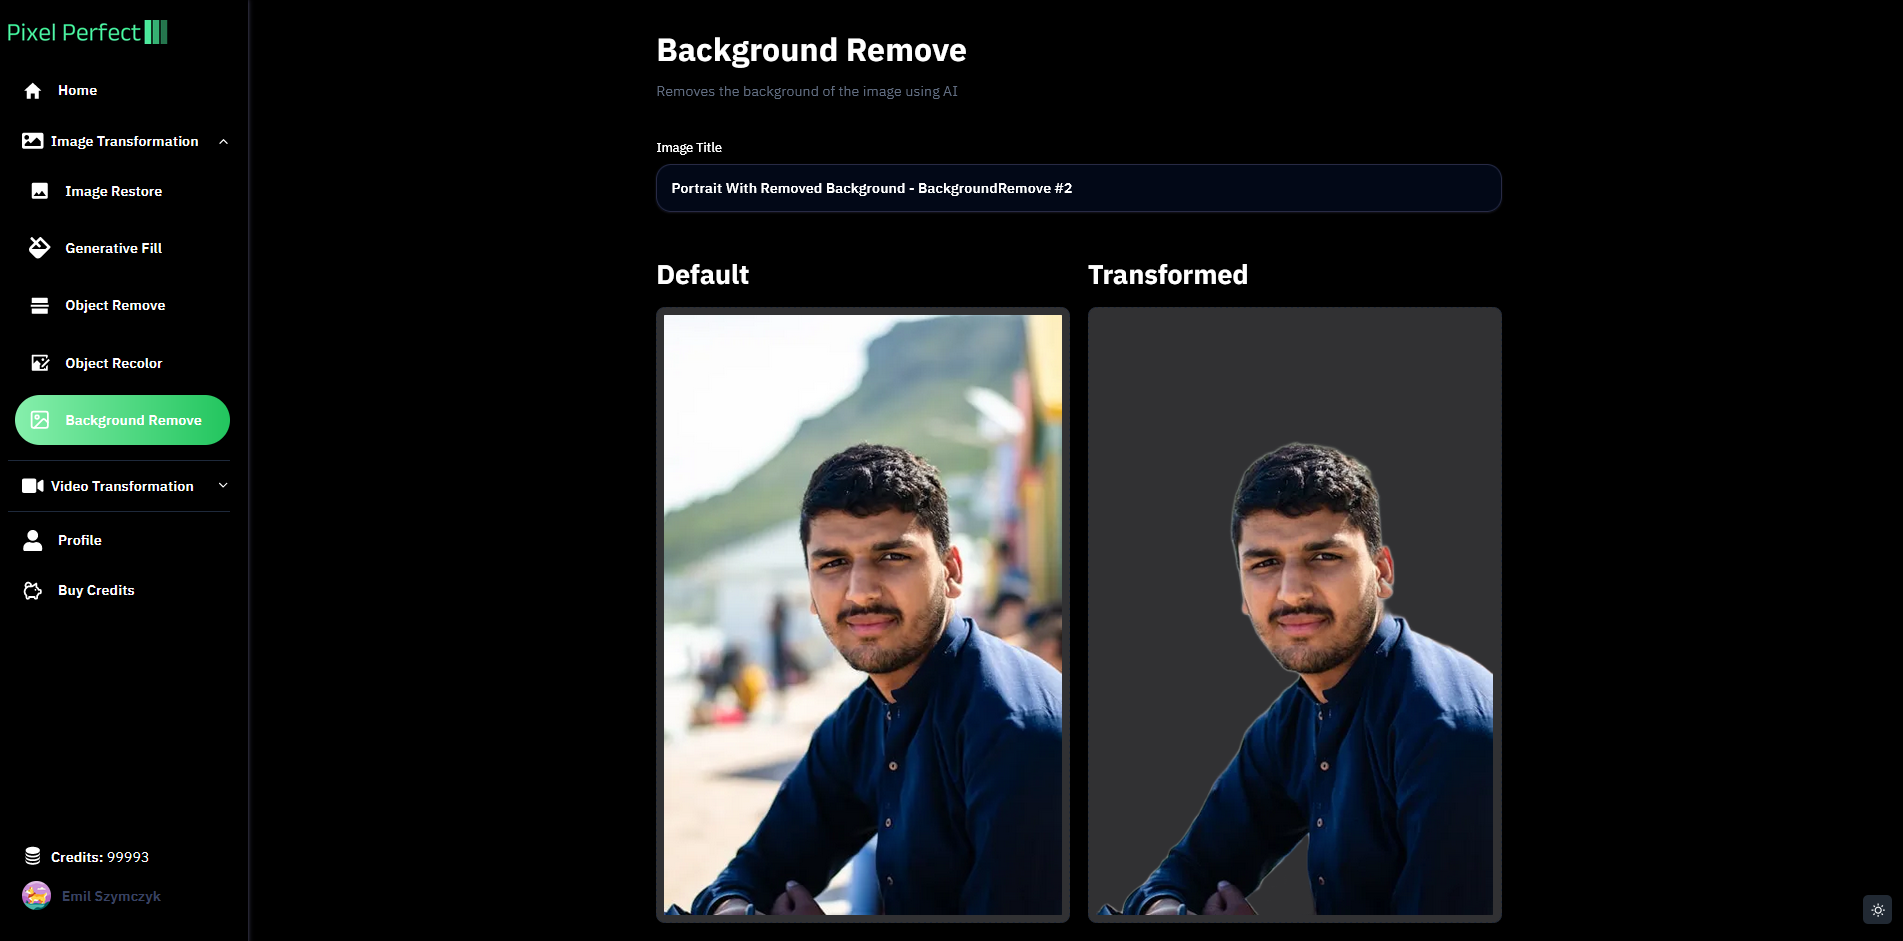 Pixel Perfect
Home
Image Transformation
Image Restore
Generative Fill
Object Remove
Object Recolor
Background Remove
Video Transformation
Profile
Buy Credits
Credits: 99993
Emil Szymczyk
Background Remove
Removes the background of the image using AI
Image Title
Portrait With Removed Background - BackgroundRemove #2
Default
Transformed